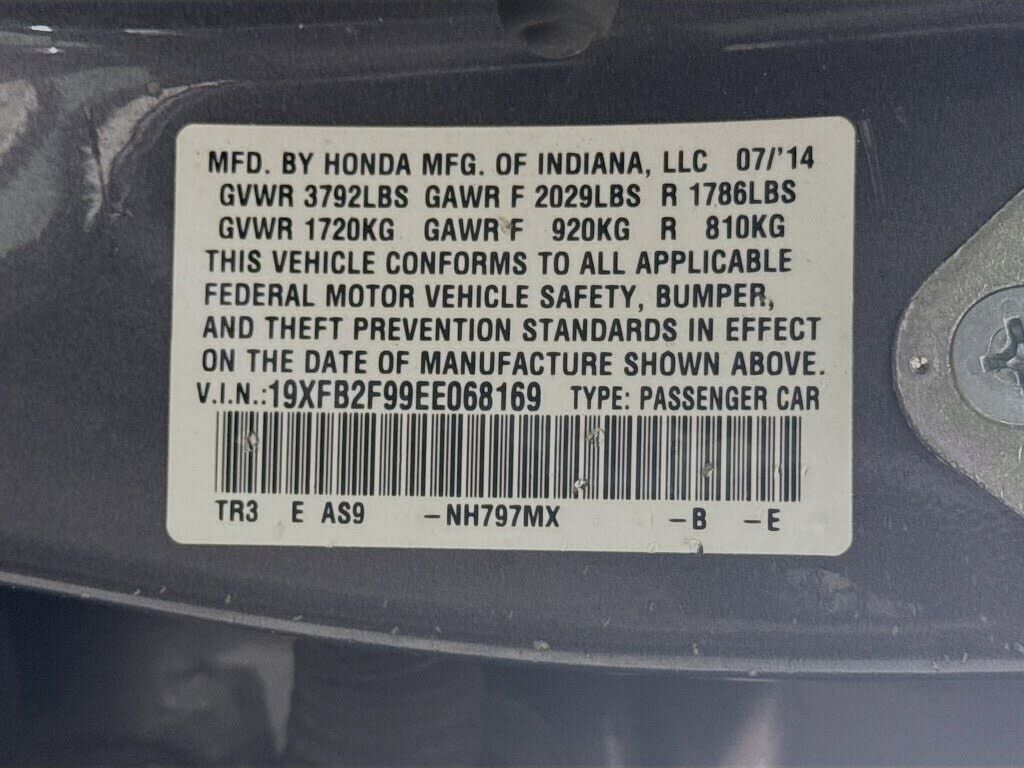 MFD. BY HONDA MFG. OF INDIANA, LLC 07/'14
GVWR 3792LBS GAWR F 2029LBS R 1786LBS
GVWR 1720KG GAWR F 920KG R 810KG
THIS VEHICLE CONFORMS TO ALL APPLICABLE
FEDERAL MOTOR VEHICLE SAFETY, BUMPER,
AND THEFT PREVENTION STANDARDS IN EFFECT
ON THE DATE OF MANUFACTURE SHOWN ABOVE.
V.I.N.:19XFB2F99EE068169 TYPE: PASSENGER CAR
TR3 E AS9 -NH797MX -B -E